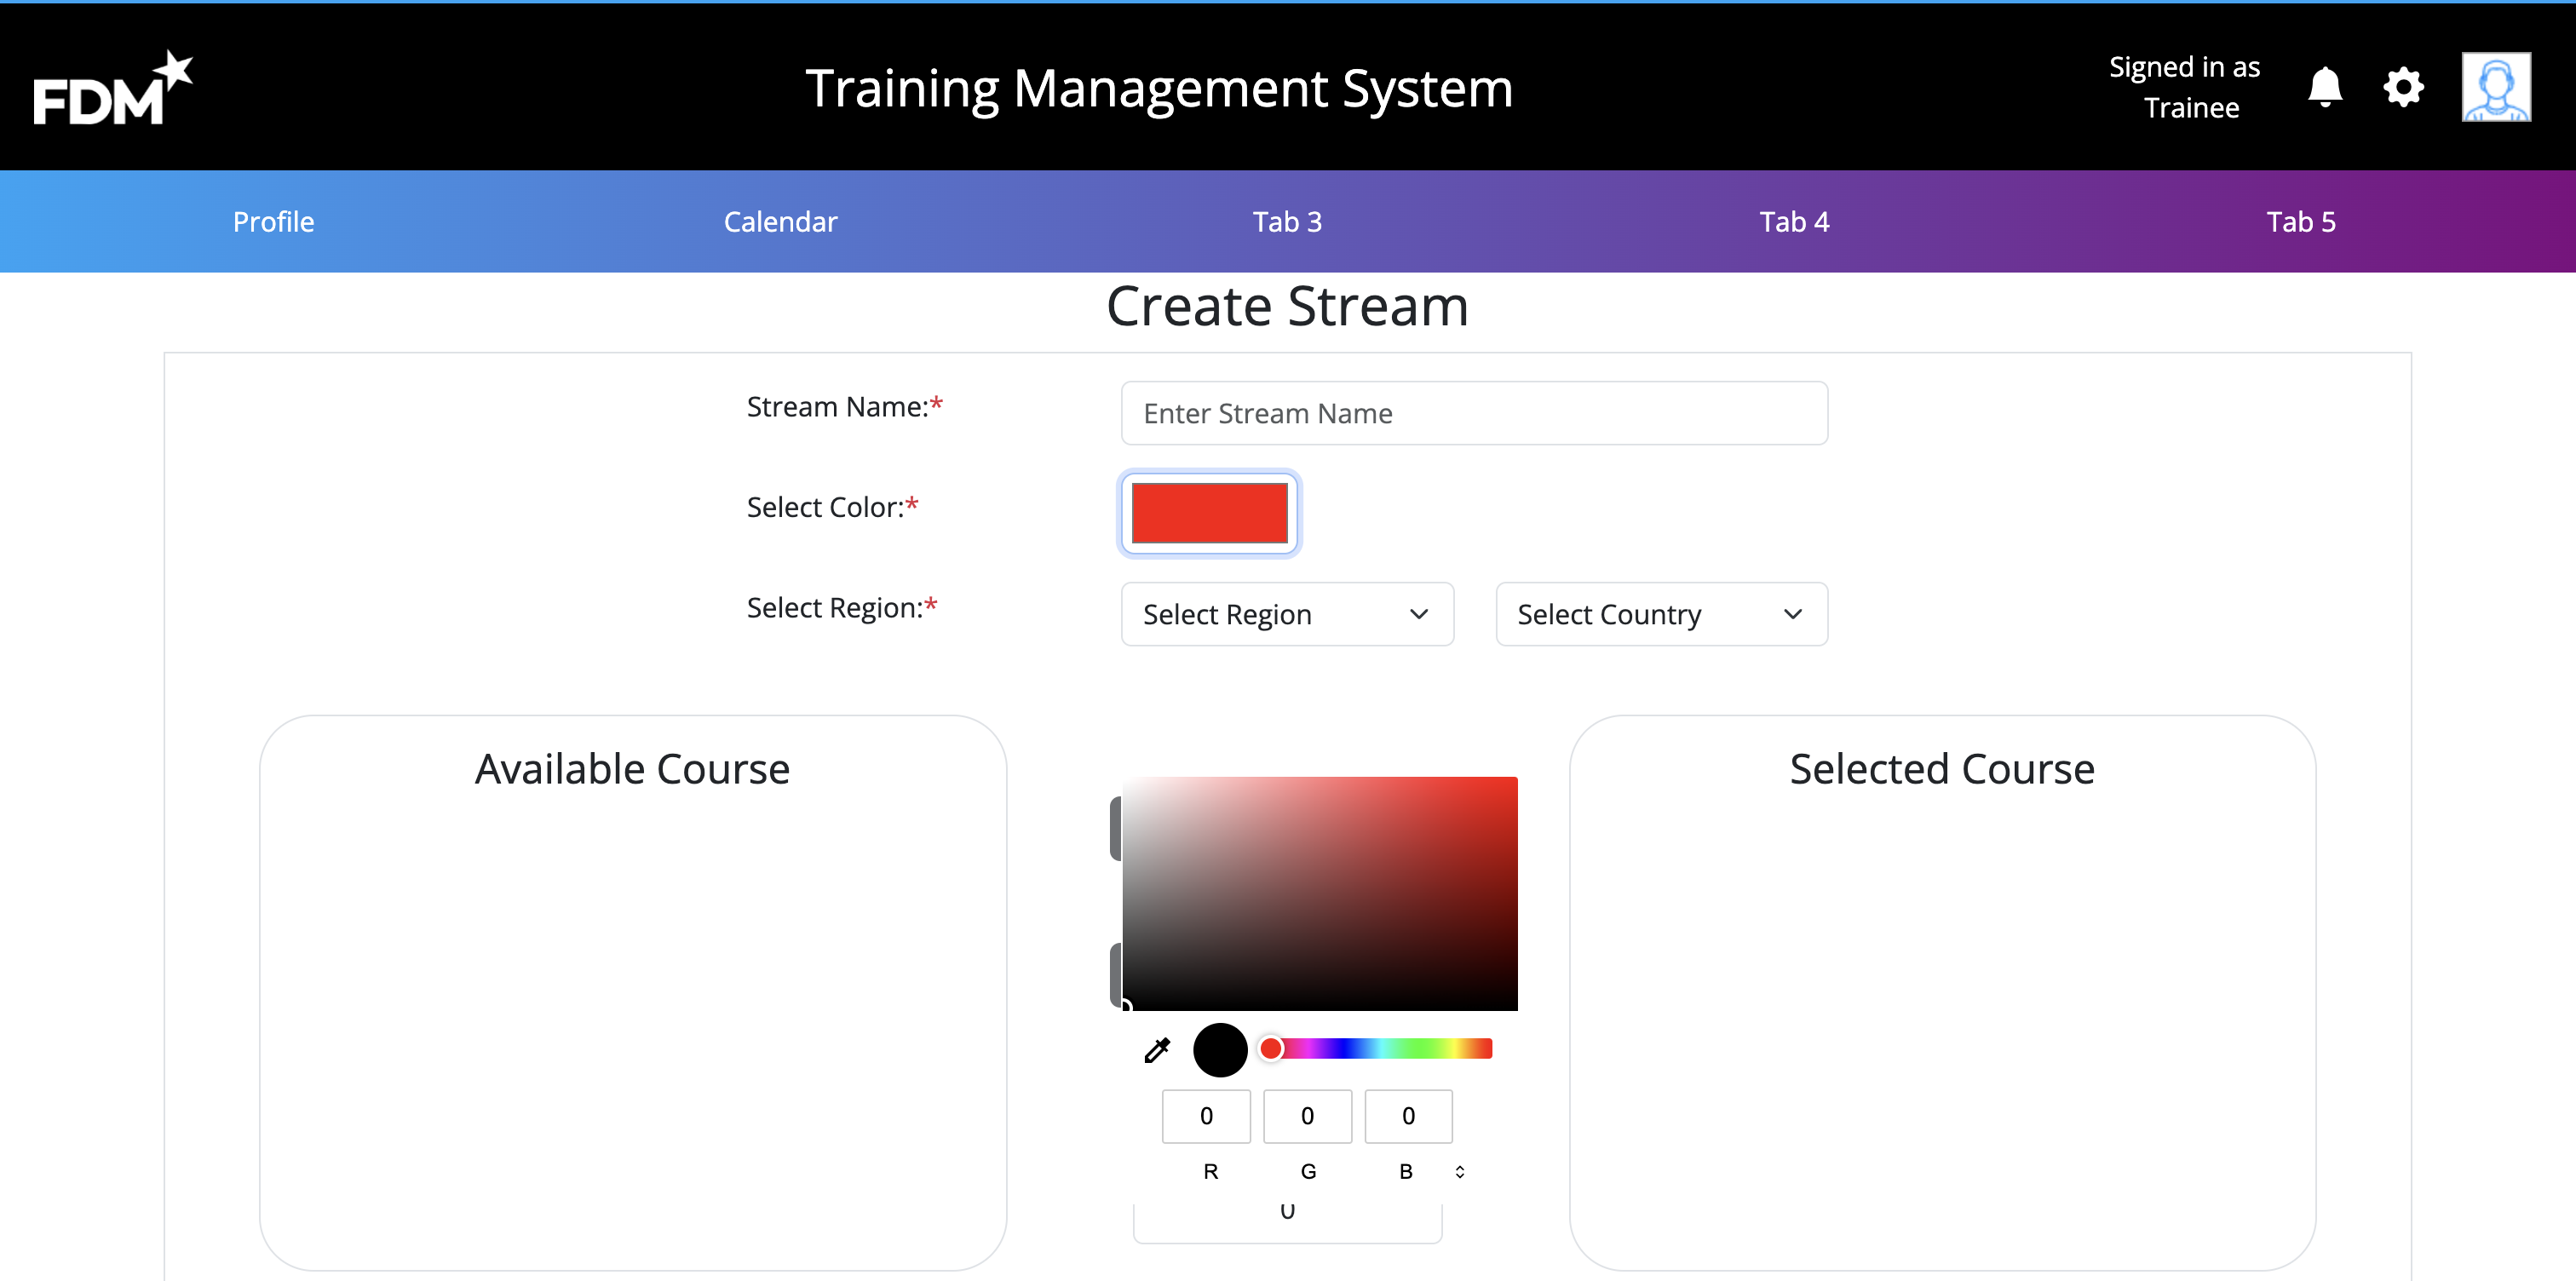 FDM
Training Management System
Signed in as
Trainee
Profile
Calendar
Tab 3
Tab 4
Tab 5
Create Stream
Stream Name:*
Enter Stream Name
Select Color:*
Select Region:*
Select Region
Select Country
Available Course
Selected Course
0
0
0
R
G
B
0